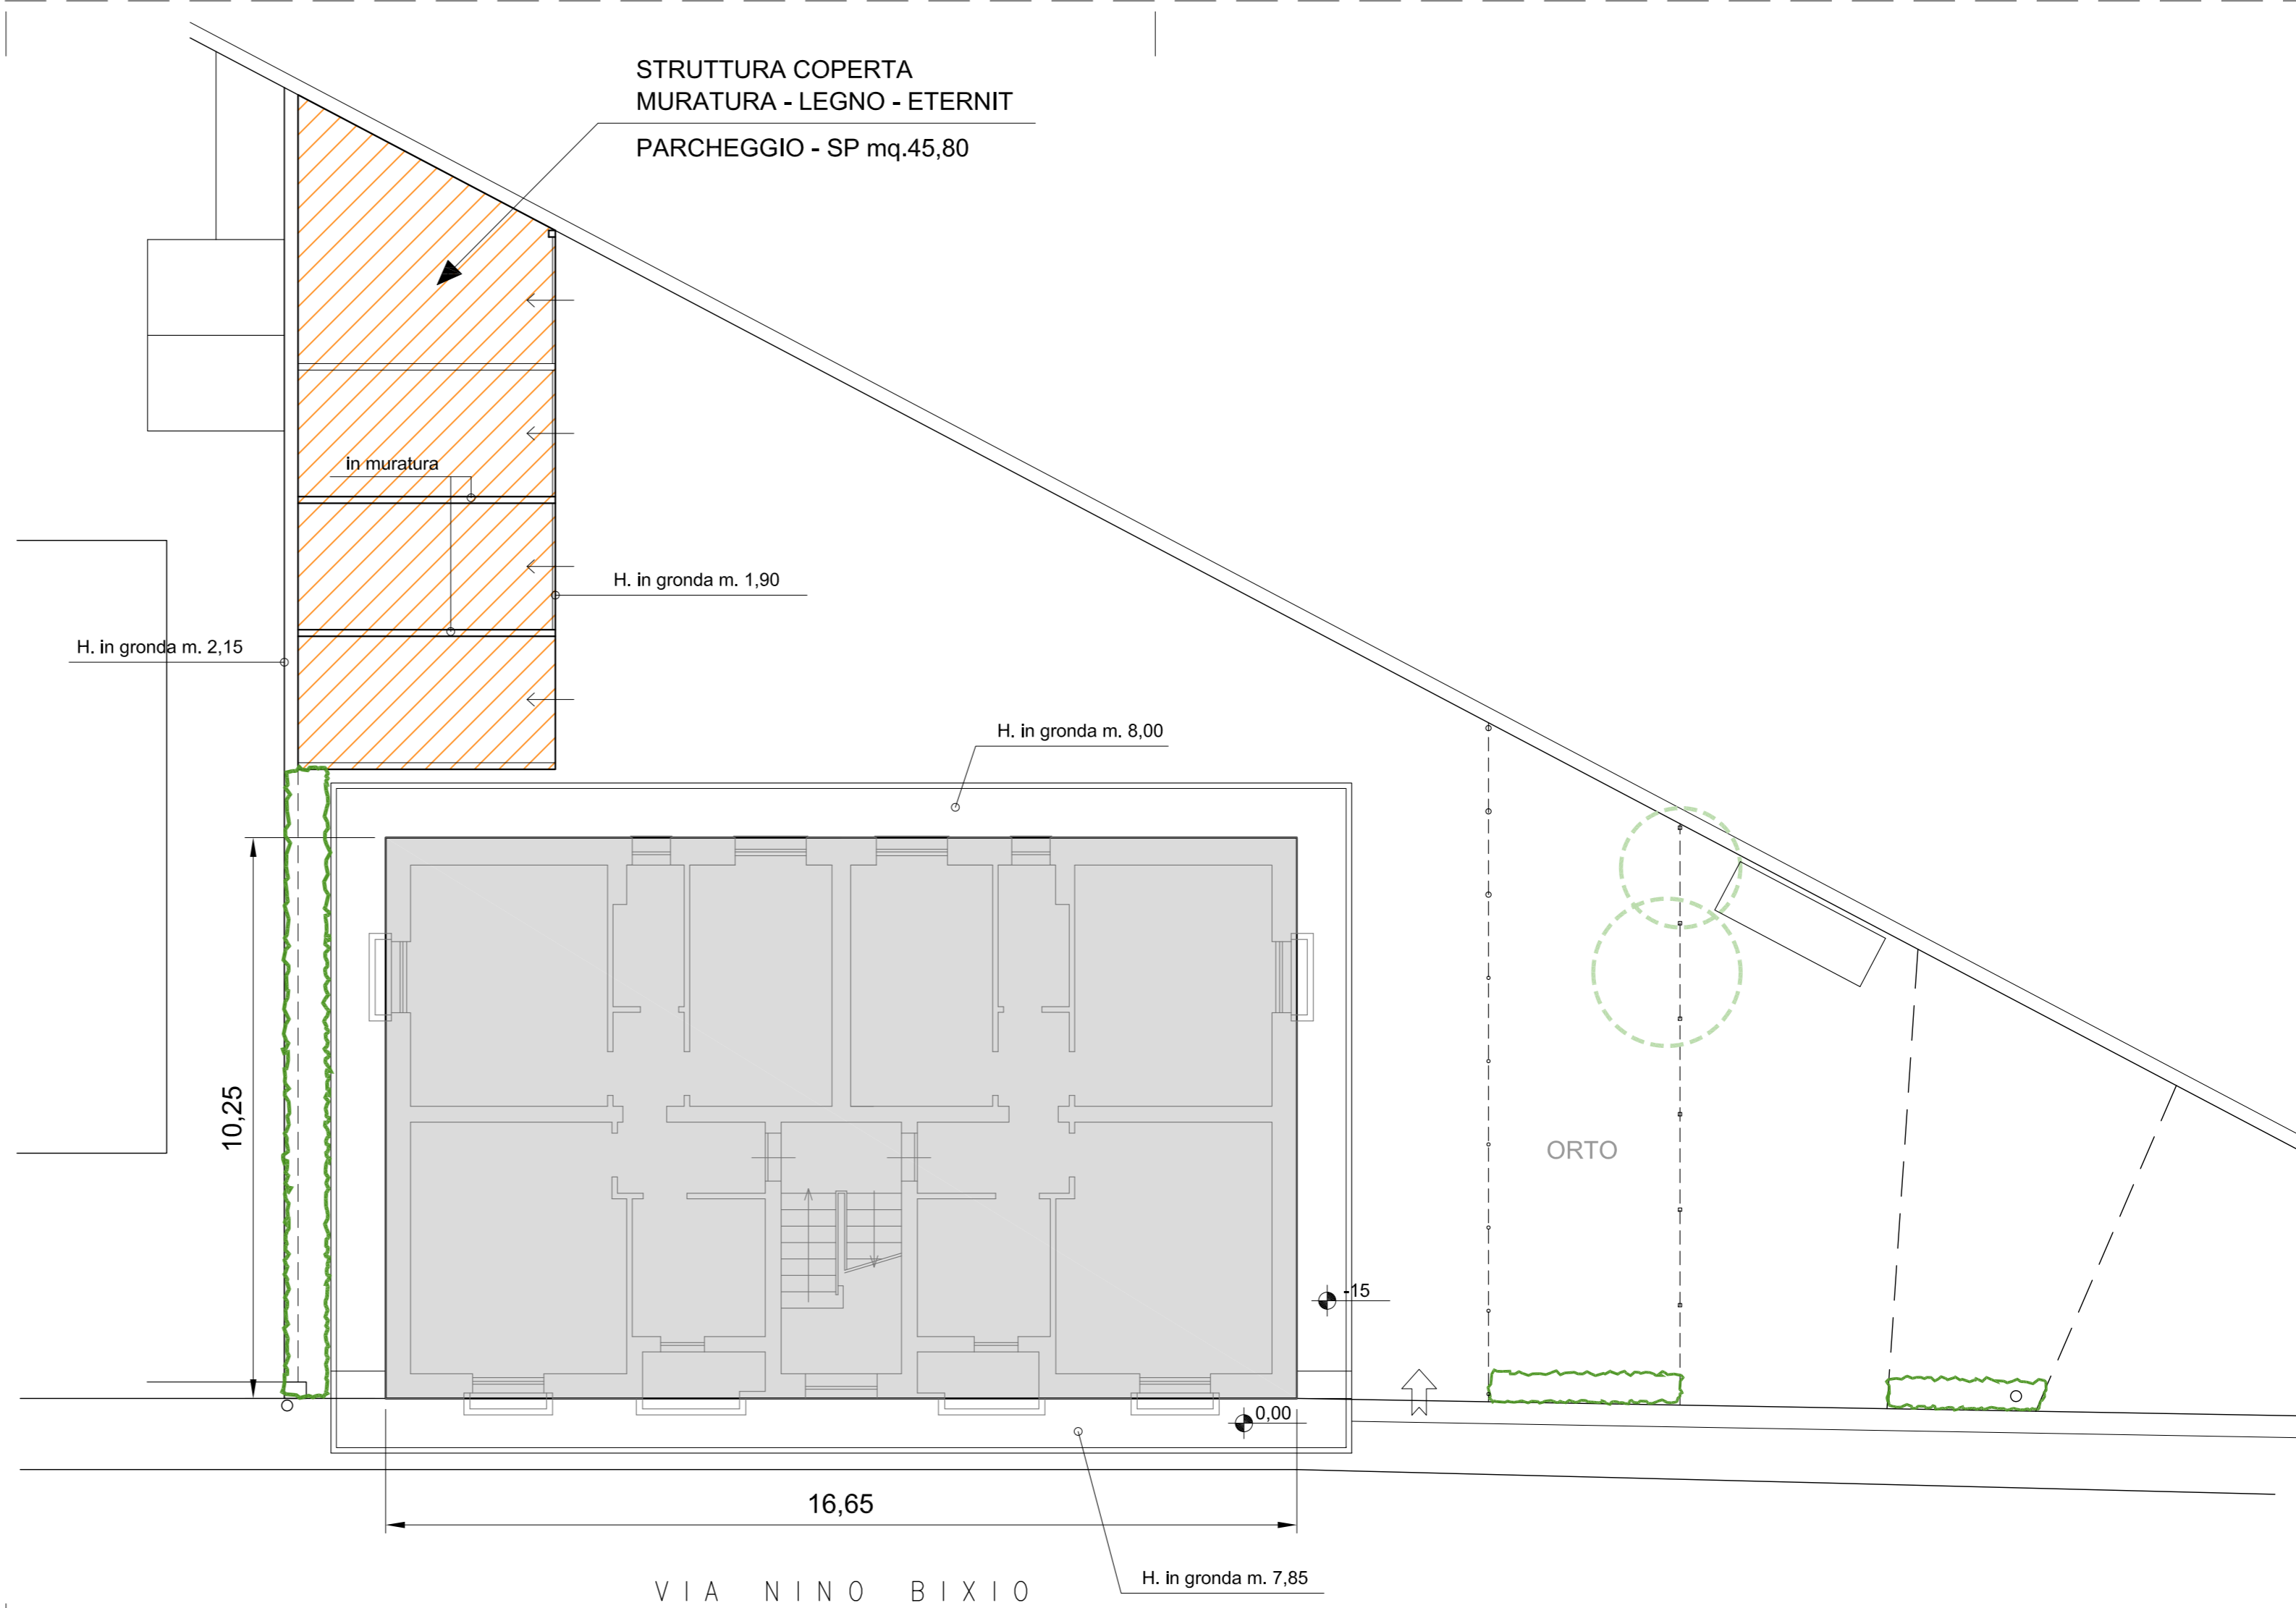 STRUTTURA COPERTA
MURATURA - LEGNO - ETERNIT
PARCHEGGIO - SP mq.45,80
in muratura
H. in gronda m. 1,90
H. in gronda m. 2,15
H. in gronda m. 8,00
10,25
ORTO
-15
0,00
16,65
H. in gronda m. 7,85
VIA NINO BIXIO